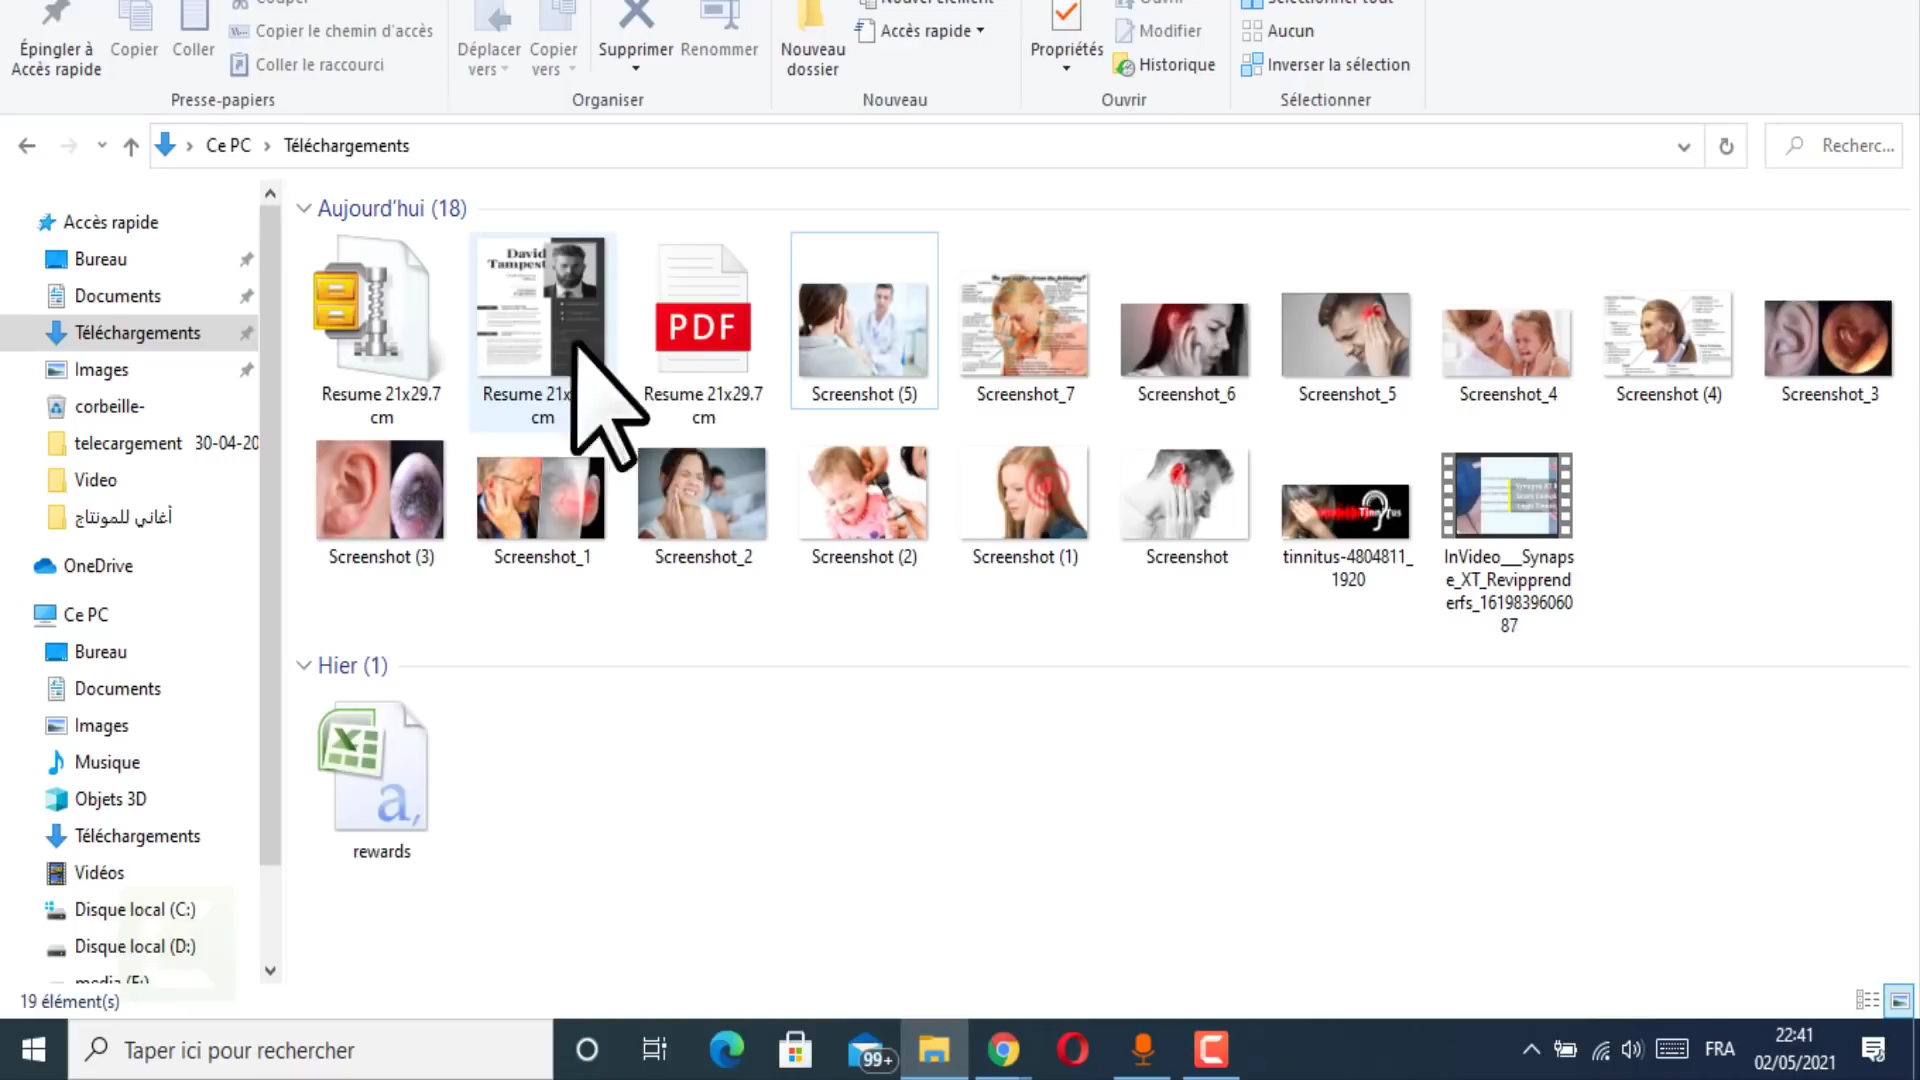 Copier le chemin d'accès
Coller le raccourci
Épingler à
Accès rapide
Copier
Coller
Déplacer
vers
Copier
vers
Supprimer
Renommer
Nouveau
dossier
Accès rapide
Propriétés
Modifier
Historique
Aucun
Inverser la sélection
Presse-papiers
Organiser
Nouveau
Ouvrir
Sélectionner
Ce PC
Téléchargements
Recherc...
Accès rapide
Bureau
Documents
Téléchargements
Images
corbeille-
telecargement 30-04-20
Video
أغاني للمونتاج
OneDrive
Ce PC
Bureau
Documents
Images
Musique
Objets 3D
Téléchargements
Vidéos
Disque local (C:)
Disque local (D:)
Aujourd'hui (18)
David
Tampest
PDF
Resume 21x29.7
cm
Resume 21x
cm
Resume 21x29.7
cm
Screenshot (5)
Screenshot_7
Screenshot_6
Screenshot_5
Screenshot_4
Screenshot (4)
Screenshot_3
Tinnitus
Screenshot (3)
Screenshot_1
Screenshot_2
Screenshot (2)
Screenshot (1)
Screenshot
tinnitus-4804811_
1920
InVideo___Synaps
e_XT_Revipprend
erfs_16198396060
87
Hier (1)
a,
rewards
19 élément(s)
Taper ici pour rechercher
99+
FRA
22:41
02/05/2021